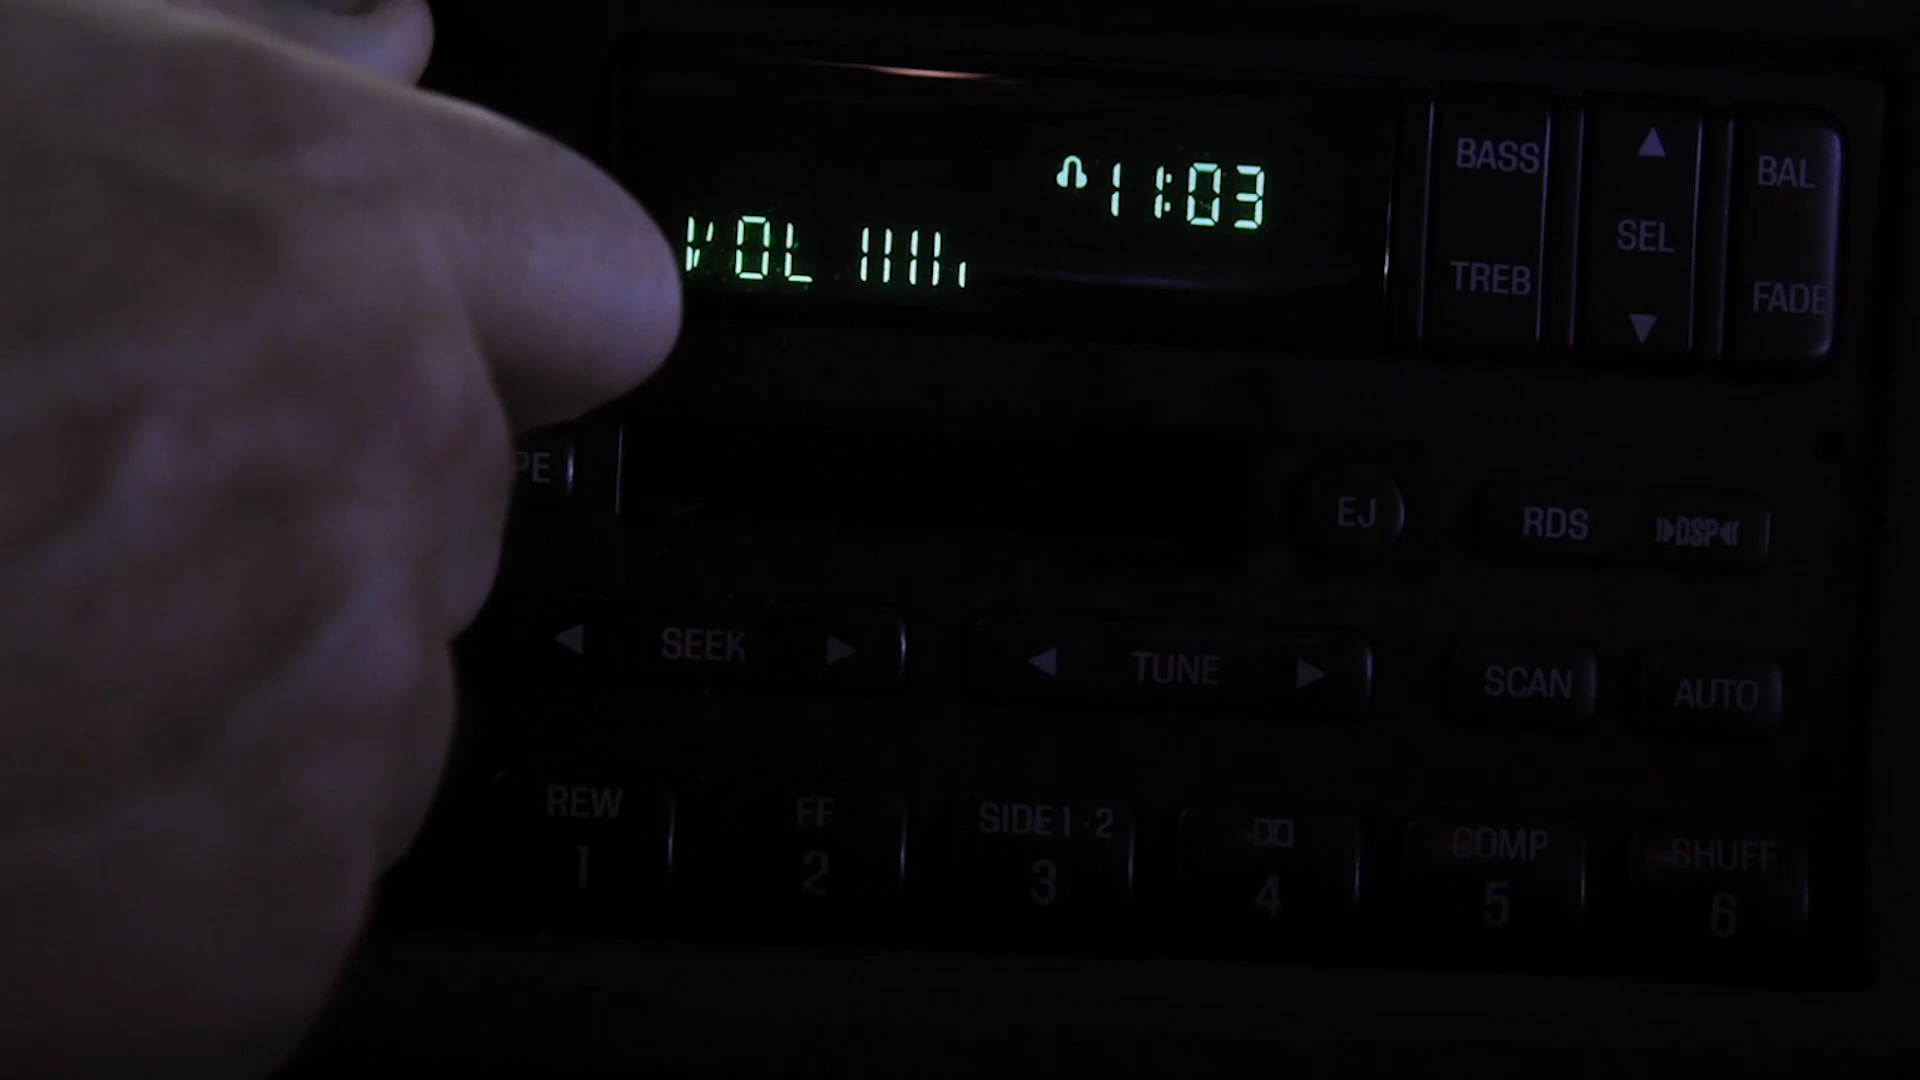 11:03
VOL
BASS
TREB
SEL
BAL
FADE
PE
EJ
RDS
DSP
SEEK
TUNE
SCAN
AUTO
REW
1
FF
2
SIDE 1-2
3
4
COMP
5
SHUFF
6